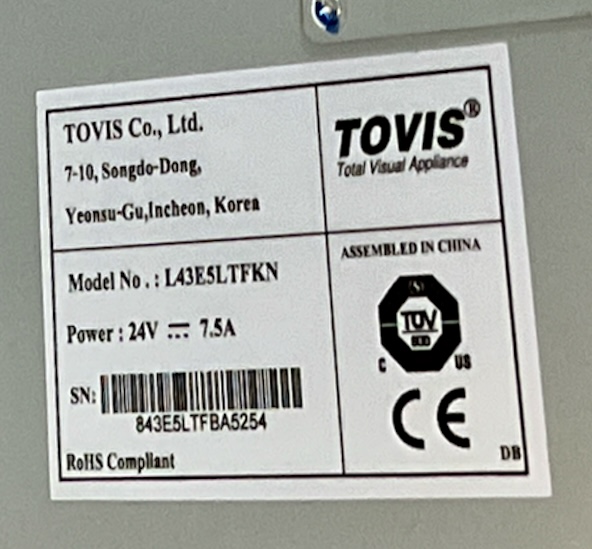 TOVIS Co., Ltd.
7-10, Songdo-Dong,
Yeonsu-Gu,Incheon, Korea
TOVIS®
Total Visual Appliance
Model No . : L43E5LTFKN
Power : 24V ⎓ 7.5A
SN:
843E5LTFBA5254
RoHS Compliant
ASSEMBLED IN CHINA
TÜV
C US
CE
DB